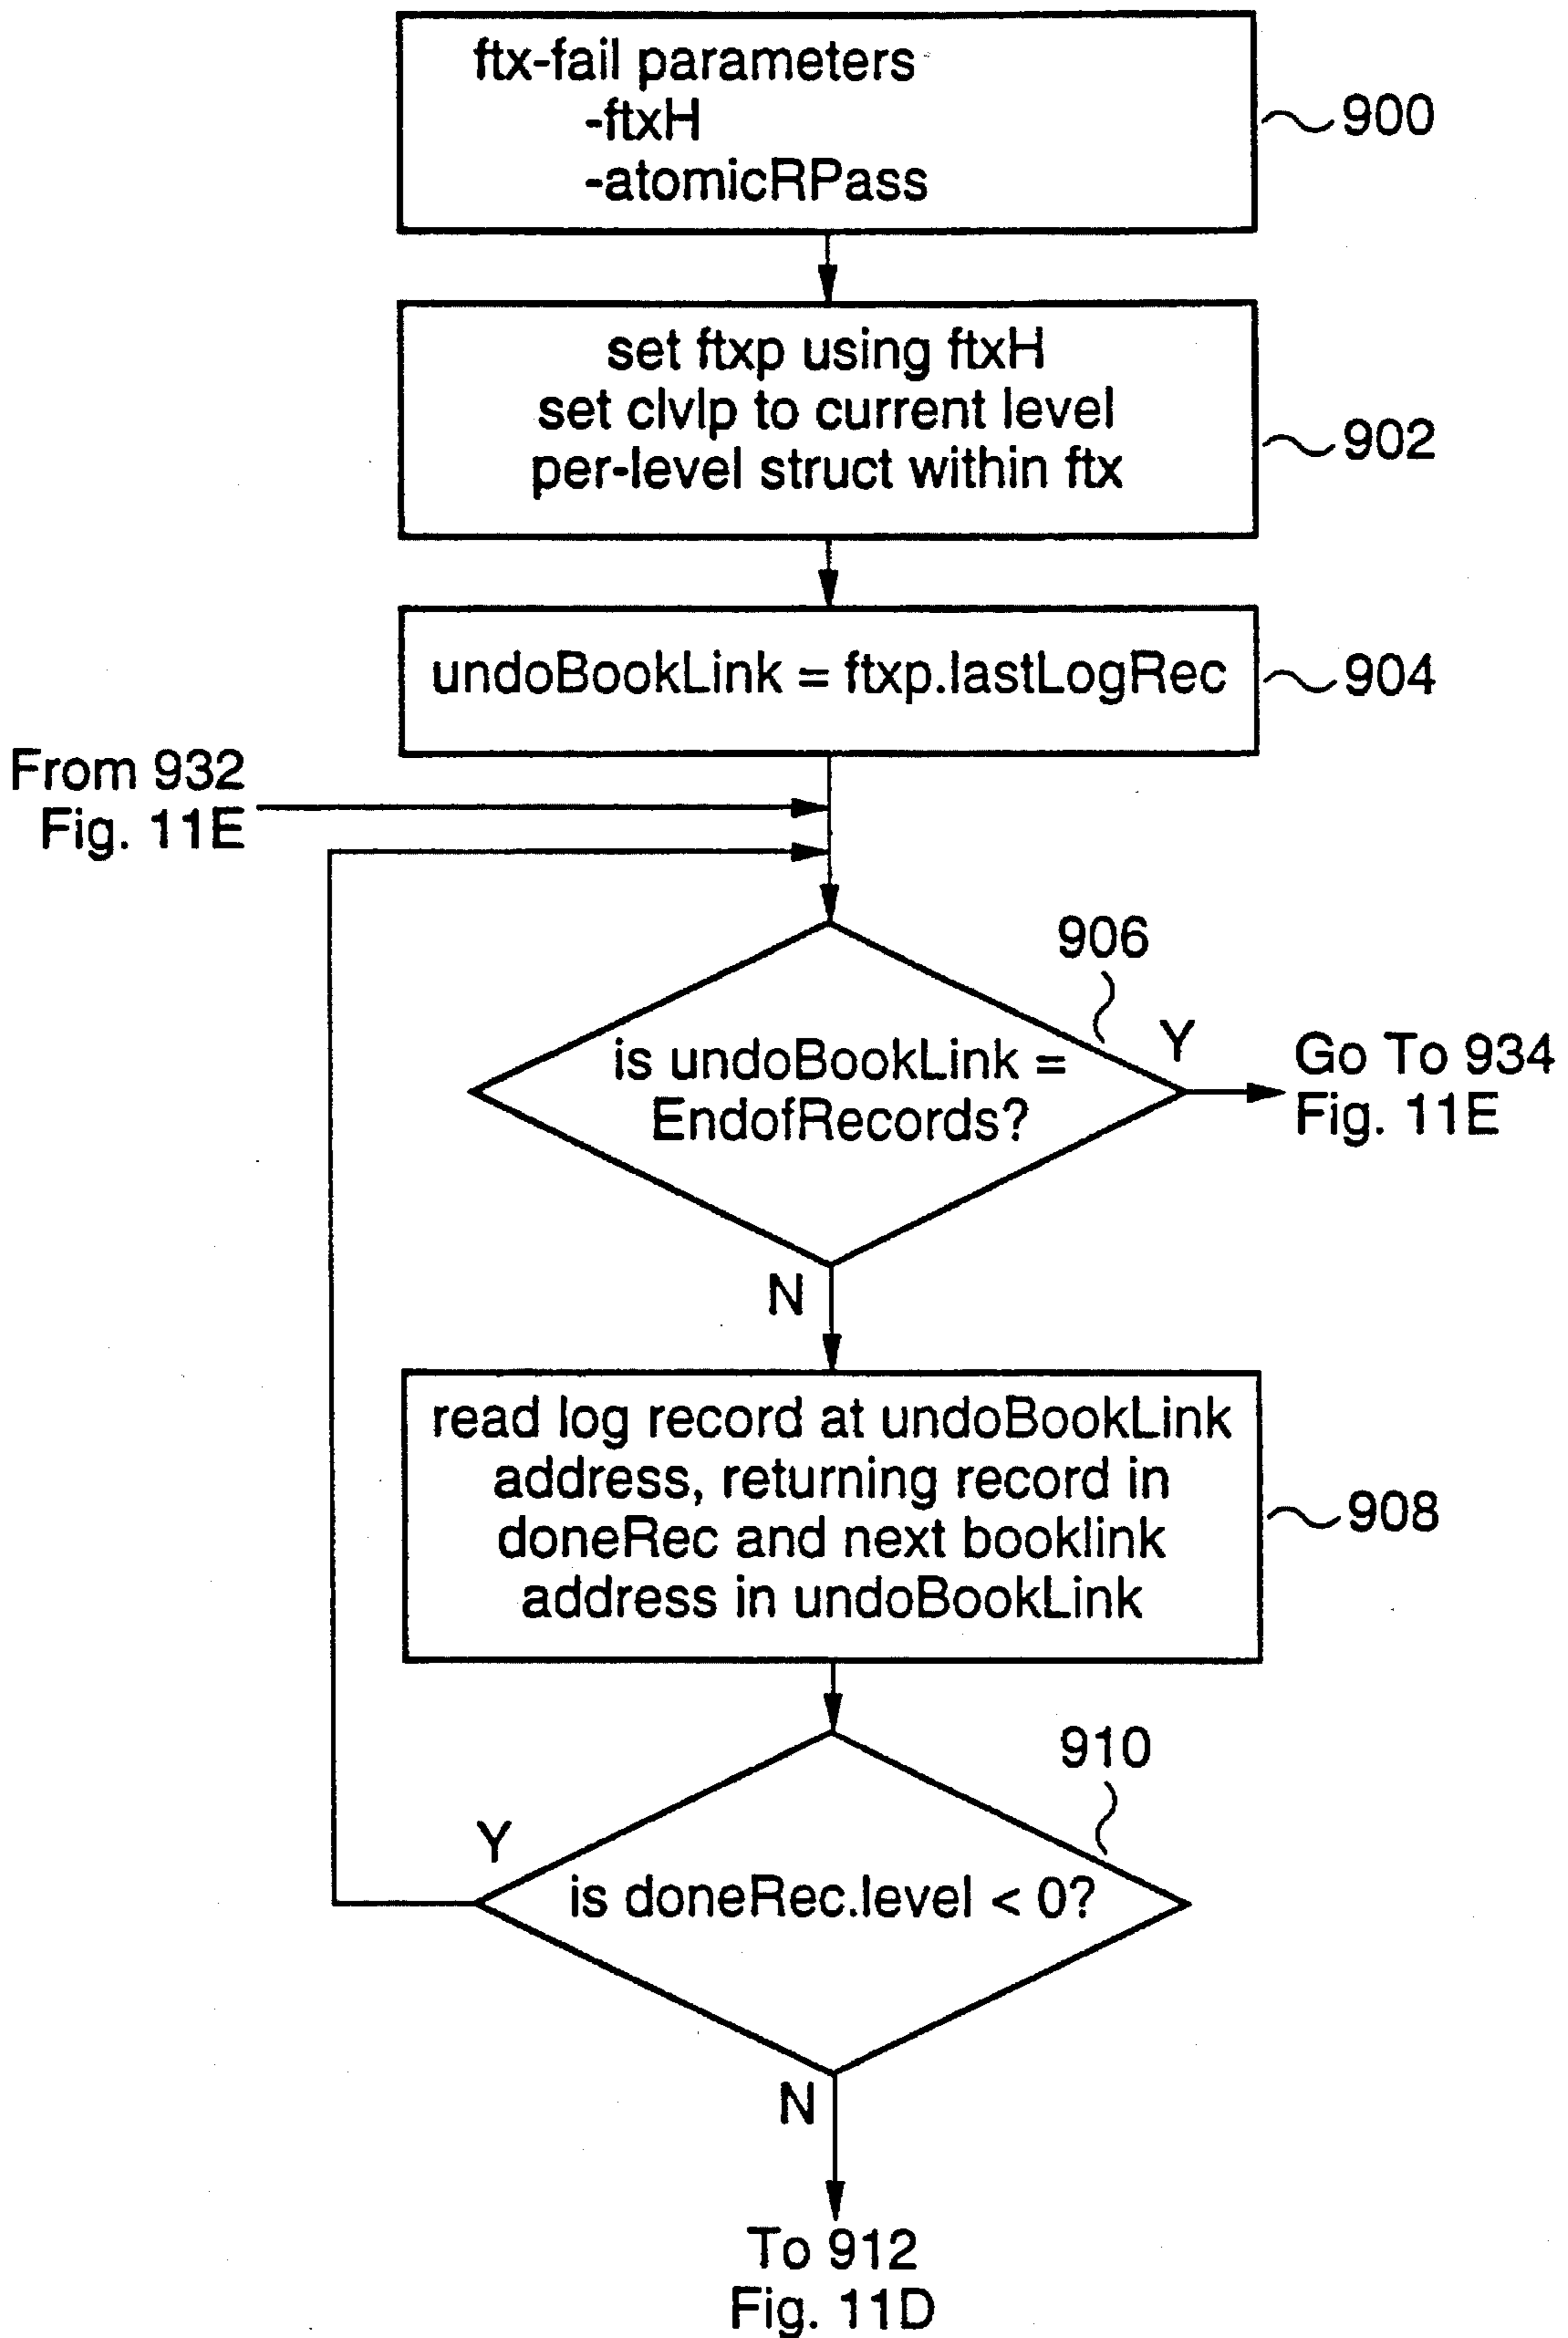 ftx-fail parameters
-ftxH
-atomicRPass
900
set ftxp using ftxH
set clvlp to current level
per-level struct within ftx
902
undoBookLink = ftxp.lastLogRec
904
From 932
Fig. 11E
906
is undoBookLink =
EndofRecords?
Y
Go To 934
Fig. 11E
N
read log record at undoBookLink
address, returning record in
doneRec and next booklink
address in undoBookLink
908
910
Y
is doneRec.level < 0?
N
To 912
Fig. 11D